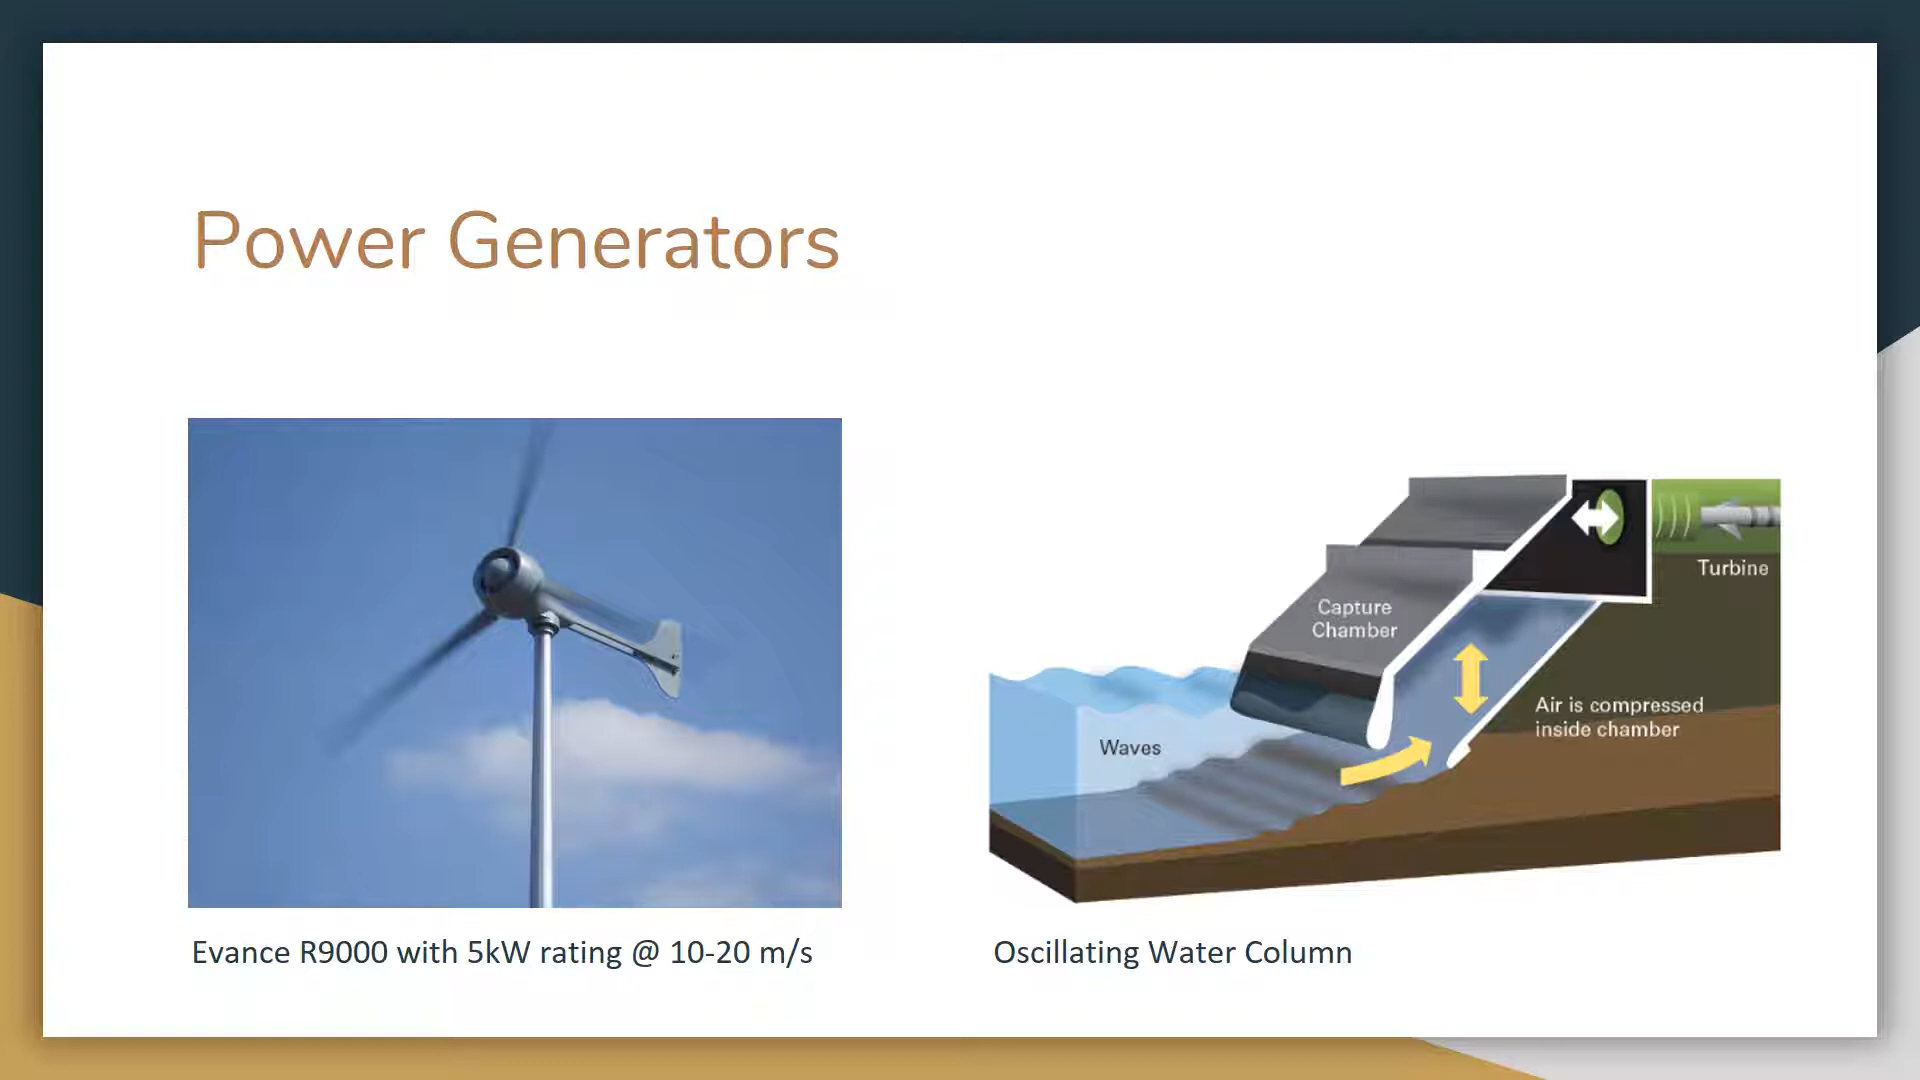 Power Generators
Turbine
Capture
Chamber
Air is compressed
inside chamber
Waves
Evance R9000 with 5kW rating @ 10-20 m/s
Oscillating Water Column